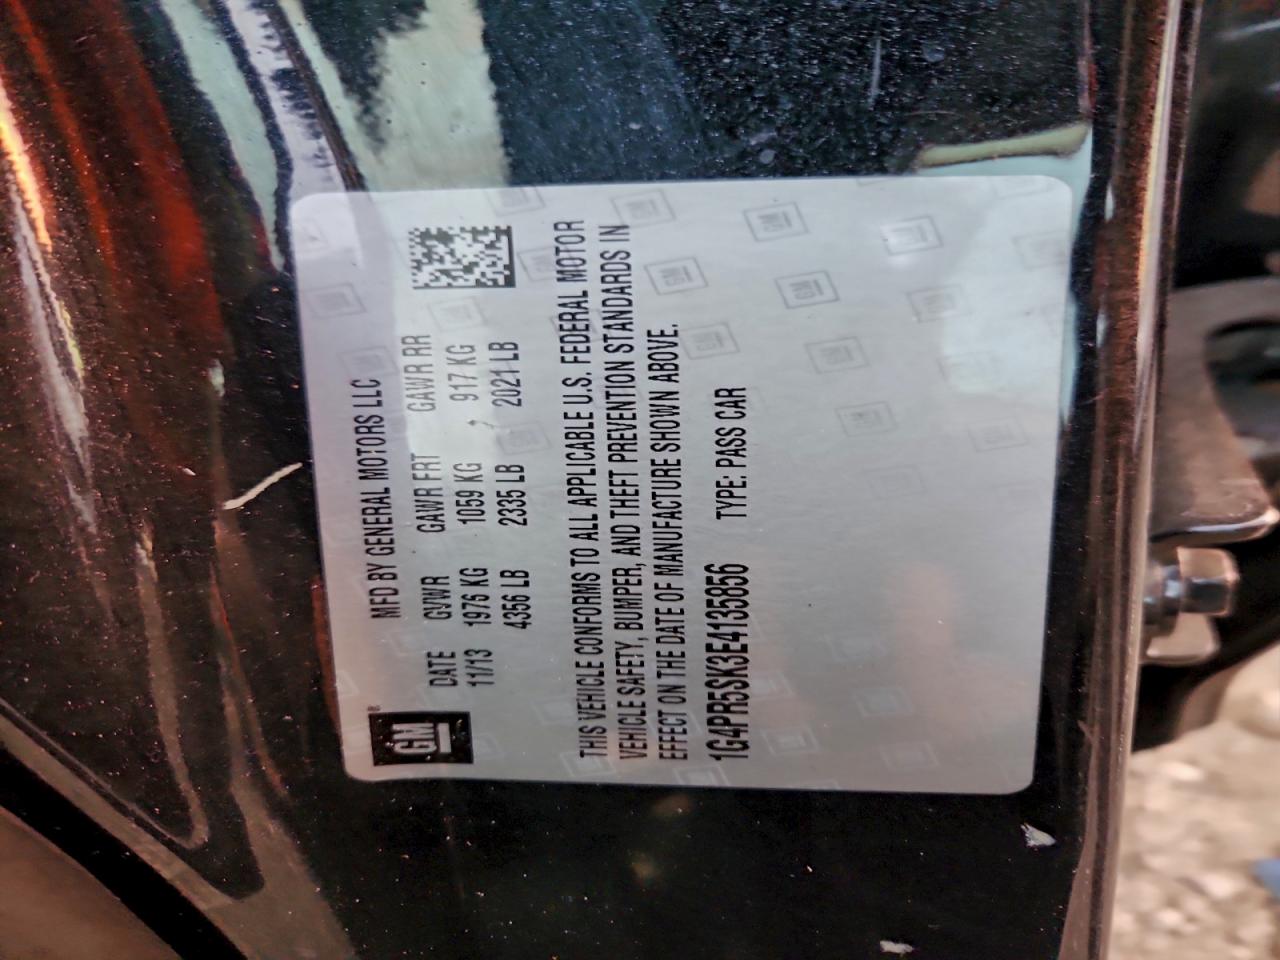 GM ®
MFD BY GENERAL MOTORS LLC
DATE GVWR GAWR FRT GAWR RR
11/13 1976 KG 1059 KG 917 KG
4356 LB 2335 LB 2021 LB
THIS VEHICLE CONFORMS TO ALL APPLICABLE U.S. FEDERAL MOTOR
VEHICLE SAFETY, BUMPER, AND THEFT PREVENTION STANDARDS IN
EFFECT ON THE DATE OF MANUFACTURE SHOWN ABOVE.
1G4PR5SK3E4135856 TYPE: PASS CAR